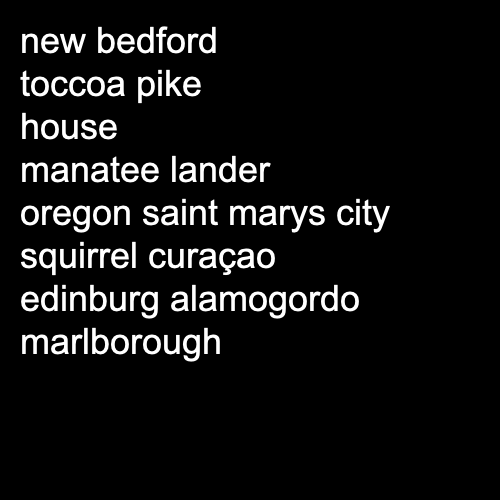 new bedford
toccoa pike
house
manatee lander
oregon saint marys city
squirrel curaçao
edinburg alamogordo
marlborough